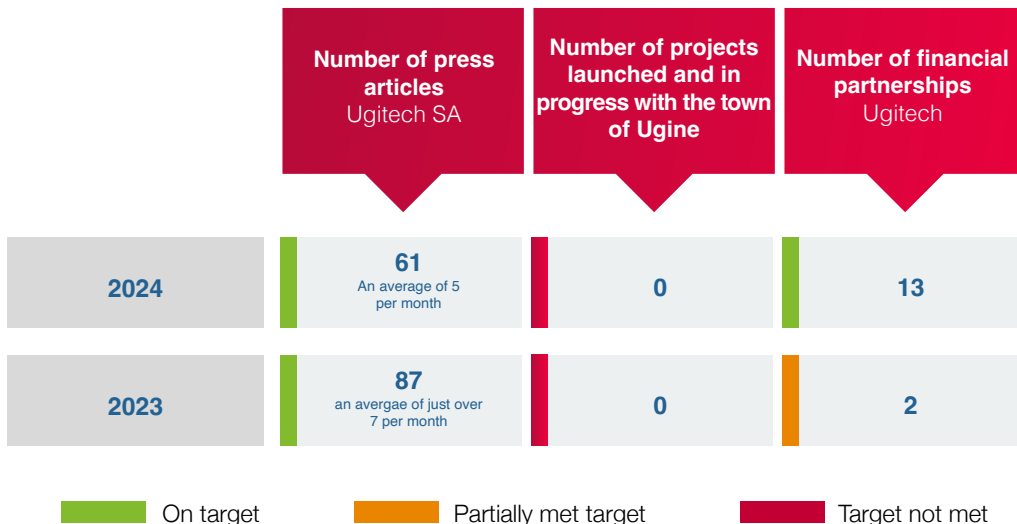 Number of press
articles
Ugitech SA
Number of projects
launched and in
progress with the town
of Ugine
Number of financial
partnerships
Ugitech
2024
61
An average of 5
per month
0
13
2023
87
an avergae of just over
7 per month
0
2
On target
Partially met target
Target not met